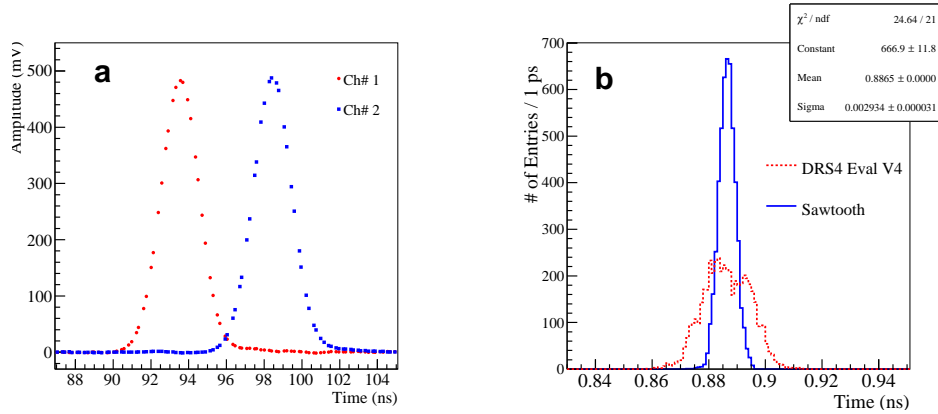 a
Ch# 1
Ch# 2
Amplitude (mV)
500
400
300
200
100
0
88 90 92 94 96 98 100 102 104
Time (ns)
b
χ² / ndf 24.64 / 21
Constant 666.9 ± 11.8
Mean 0.8865 ± 0.0000
Sigma 0.002934 ± 0.000031
DRS4 Eval V4
Sawtooth
# of Entries / 1 ps
700
600
500
400
300
200
100
0
0.84 0.86 0.88 0.9 0.92 0.94
Time (ns)